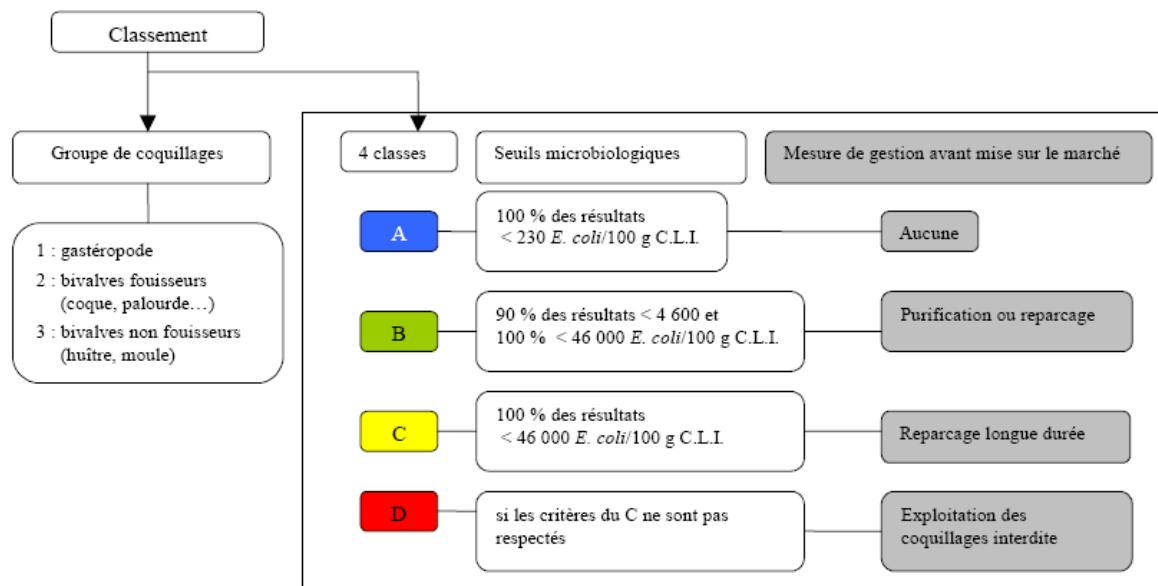 Classement
Groupe de coquillages
1 : gastéropode
2 : bivalves fouisseurs
(coque, palourde…)
3 : bivalves non fouisseurs
(huître, moule)
4 classes
Seuils microbiologiques
Mesure de gestion avant mise sur le marché
A
100 % des résultats
< 230 E. coli/100 g C.L.I.
Aucune
B
90 % des résultats < 4 600 et
100 % < 46 000 E. coli/100 g C.L.I.
Purification ou reparcage
C
100 % des résultats
< 46 000 E. coli/100 g C.L.I.
Reparcage longue durée
D
si les critères du C ne sont pas
respectés
Exploitation des
coquillages interdite